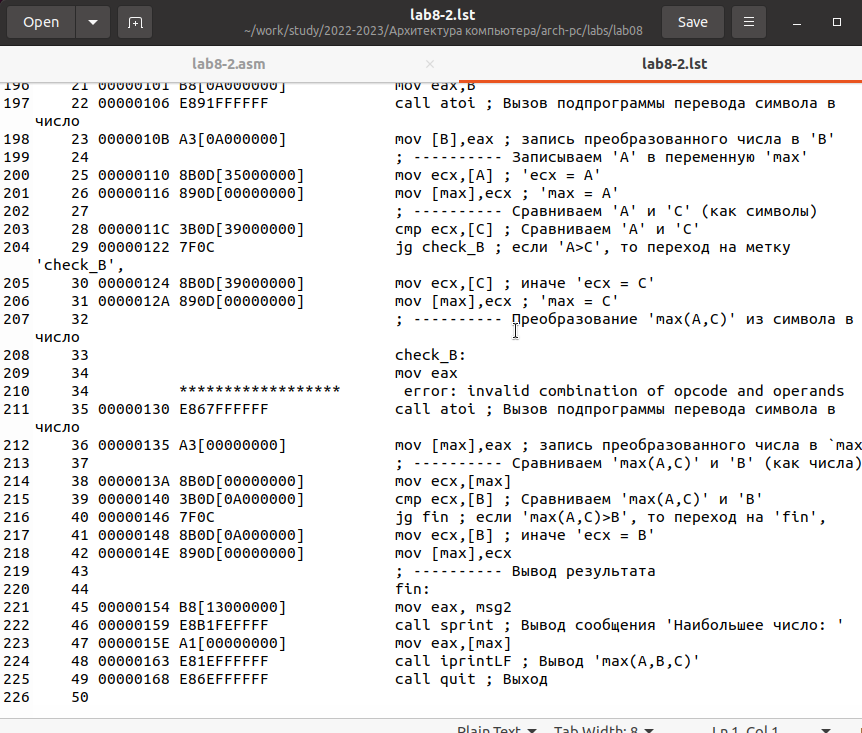 Open
lab8-2.lst
~/work/study/2022-2023/Архитектура компьютера/arch-pc/labs/lab08
Save
lab8-2.asm
lab8-2.lst
196 21 00000101 B8[0A000000] mov eax,B
197 22 00000106 E891FFFFFF call atoi ; Вызов подпрограммы перевода символа в
число
198 23 0000010B A3[0A000000] mov [B],eax ; запись преобразованного числа в 'B'
199 24 ; ---------- Записываем 'A' в переменную 'max'
200 25 00000110 8B0D[35000000] mov ecx,[A] ; 'ecx = A'
201 26 00000116 890D[00000000] mov [max],ecx ; 'max = A'
202 27 ; ---------- Сравниваем 'A' и 'C' (как символы)
203 28 0000011C 3B0D[39000000] cmp ecx,[C] ; Сравниваем 'A' и 'C'
204 29 00000122 7F0C jg check_B ; если 'A>C', то переход на метку
'check_B',
205 30 00000124 8B0D[39000000] mov ecx,[C] ; иначе 'ecx = C'
206 31 0000012A 890D[00000000] mov [max],ecx ; 'max = C'
207 32 ; ---------- Преобразование 'max(A,C)' из символа в
число
208 33 check_B:
209 34 mov eax
210 34 ****************** error: invalid combination of opcode and operands
211 35 00000130 E867FFFFFF call atoi ; Вызов подпрограммы перевода символа в
число
212 36 00000135 A3[00000000] mov [max],eax ; запись преобразованного числа в `max
213 37 ; ---------- Сравниваем 'max(A,C)' и 'B' (как числа)
214 38 0000013A 8B0D[00000000] mov ecx,[max]
215 39 00000140 3B0D[0A000000] cmp ecx,[B] ; Сравниваем 'max(A,C)' и 'B'
216 40 00000146 7F0C jg fin ; если 'max(A,C)>B', то переход на 'fin',
217 41 00000148 8B0D[0A000000] mov ecx,[B] ; иначе 'ecx = B'
218 42 0000014E 890D[00000000] mov [max],ecx
219 43 ; ---------- Вывод результата
220 44 fin:
221 45 00000154 B8[13000000] mov eax, msg2
222 46 00000159 E8B1FEFFFF call sprint ; Вывод сообщения 'Наибольшее число: '
223 47 0000015E A1[00000000] mov eax,[max]
224 48 00000163 E81EFFFFFF call iprintLF ; Вывод 'max(A,B,C)'
225 49 00000168 E86EFFFFFF call quit ; Выход
226 50
Plain Text Tab Width: 8 Ln 1, Col 1